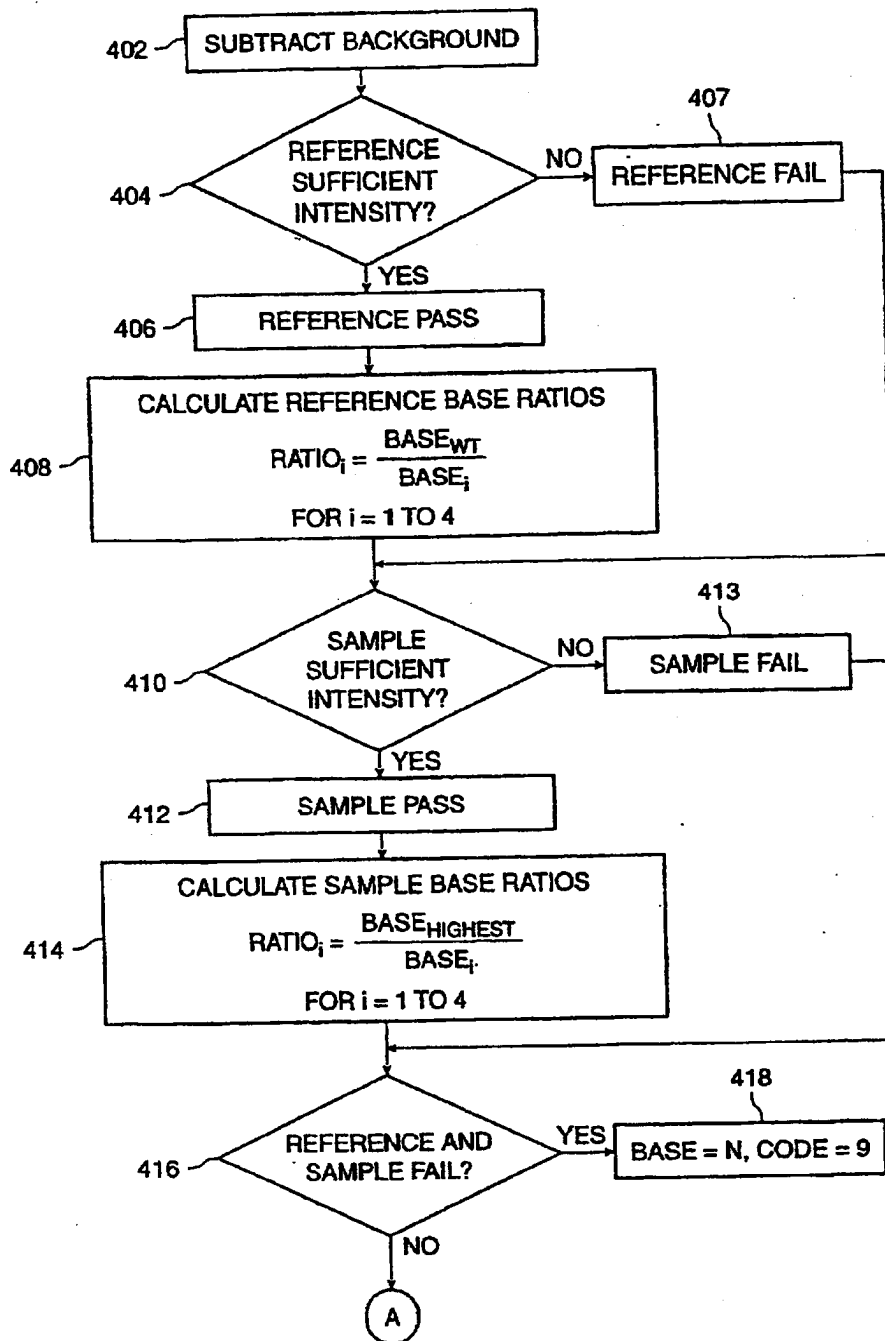 402
SUBTRACT BACKGROUND
404
REFERENCE
SUFFICIENT
INTENSITY?
NO
407
REFERENCE FAIL
YES
406
REFERENCE PASS
408
CALCULATE REFERENCE BASE RATIOS
RATIOi = BASEWT / BASEi
FOR i = 1 TO 4
410
SAMPLE
SUFFICIENT
INTENSITY?
NO
413
SAMPLE FAIL
YES
412
SAMPLE PASS
414
CALCULATE SAMPLE BASE RATIOS
RATIOi = BASEHIGHEST / BASEi
FOR i = 1 TO 4
416
REFERENCE AND
SAMPLE FAIL?
YES
418
BASE = N, CODE = 9
NO
A